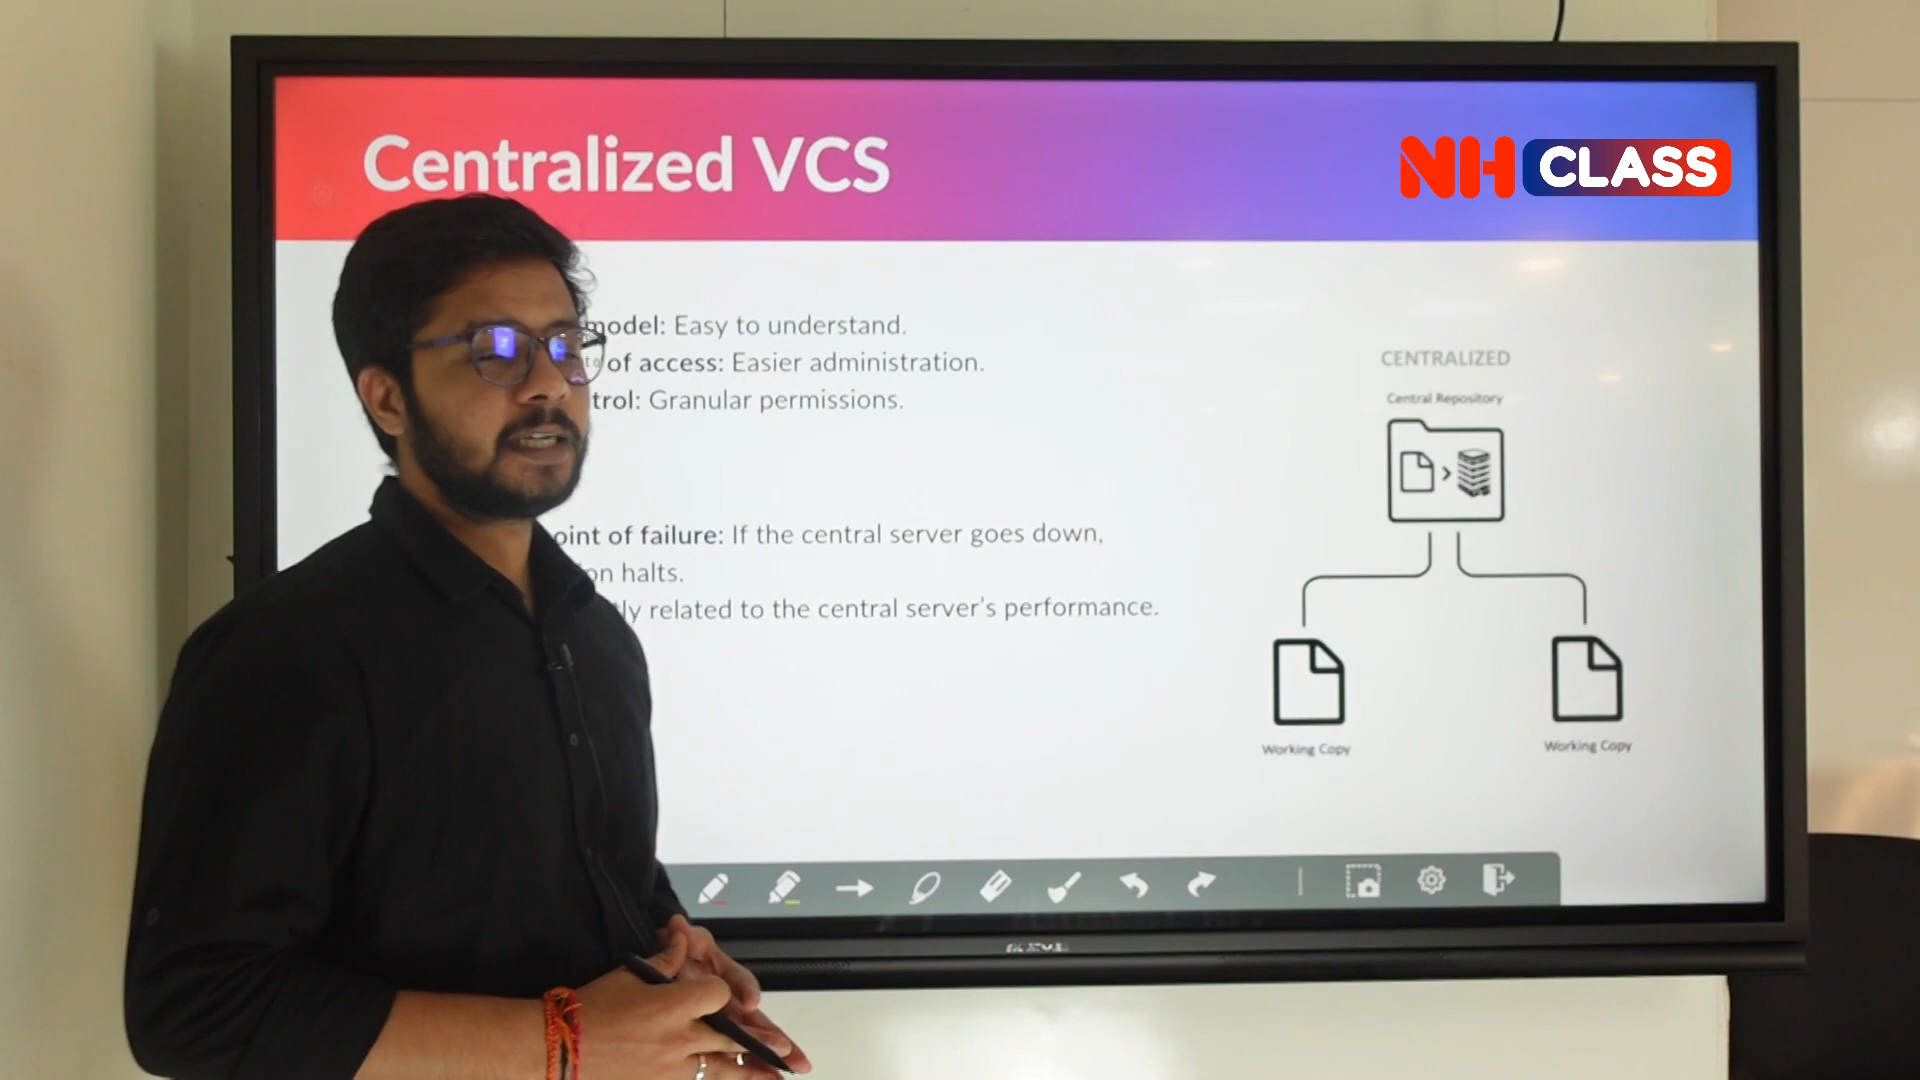 Centralized VCS
NH CLASS
model: Easy to understand.
of access: Easier administration.
trol: Granular permissions.
oint of failure: If the central server goes down,
on halts.
tly related to the central server's performance.
CENTRALIZED
Central Repository
Working Copy
Working Copy